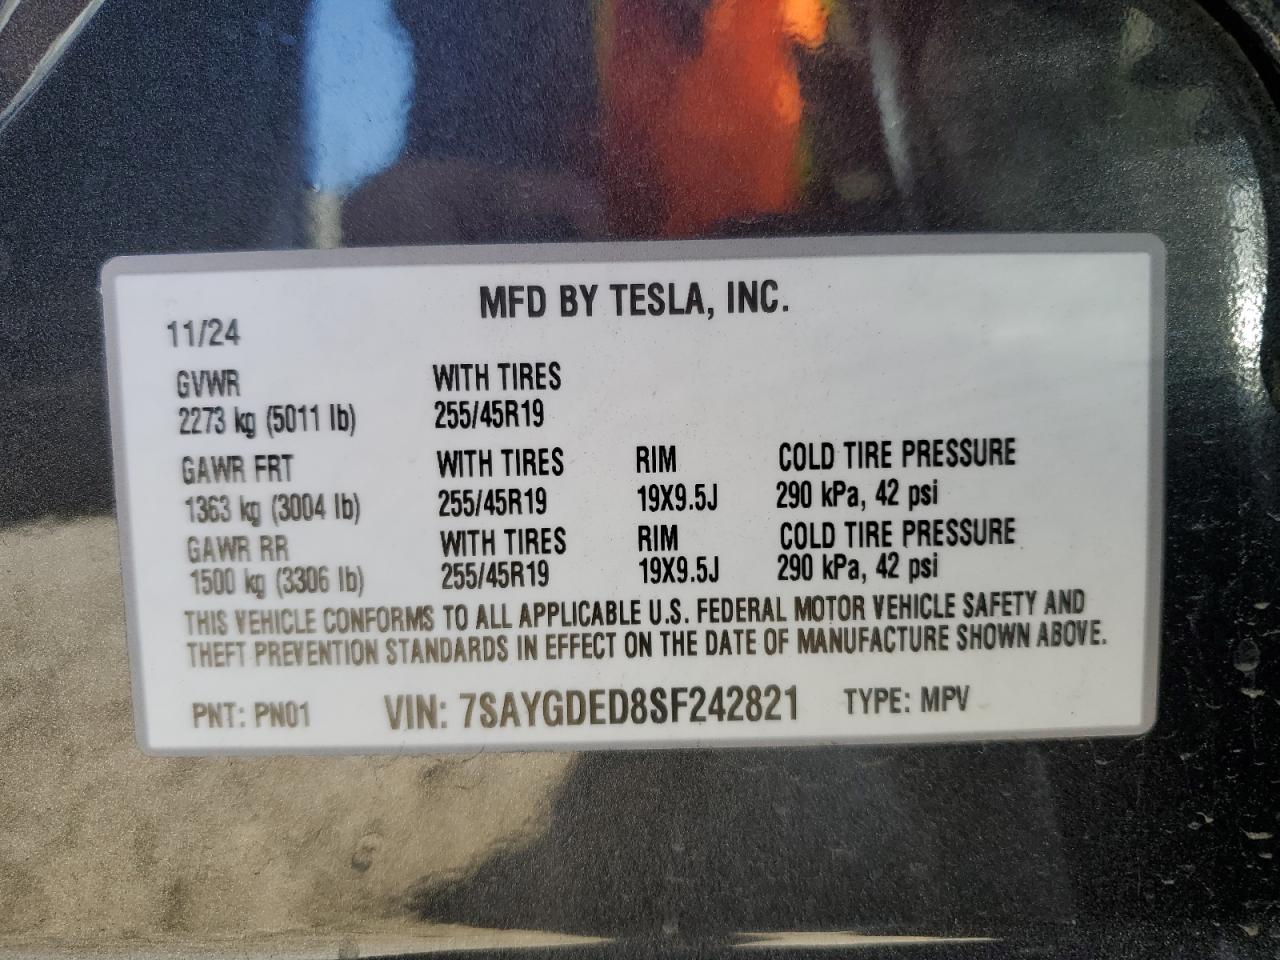 MFD BY TESLA, INC.
11/24
GVWR WITH TIRES
2273 kg (5011 lb) 255/45R19
GAWR FRT WITH TIRES RIM COLD TIRE PRESSURE
1363 kg (3004 lb) 255/45R19 19X9.5J 290 kPa, 42 psi
GAWR RR WITH TIRES RIM COLD TIRE PRESSURE
1500 kg (3306 lb) 255/45R19 19X9.5J 290 kPa, 42 psi
THIS VEHICLE CONFORMS TO ALL APPLICABLE U.S. FEDERAL MOTOR VEHICLE SAFETY AND
THEFT PREVENTION STANDARDS IN EFFECT ON THE DATE OF MANUFACTURE SHOWN ABOVE.
PNT: PN01 VIN: 7SAYGDED8SF242821 TYPE: MPV